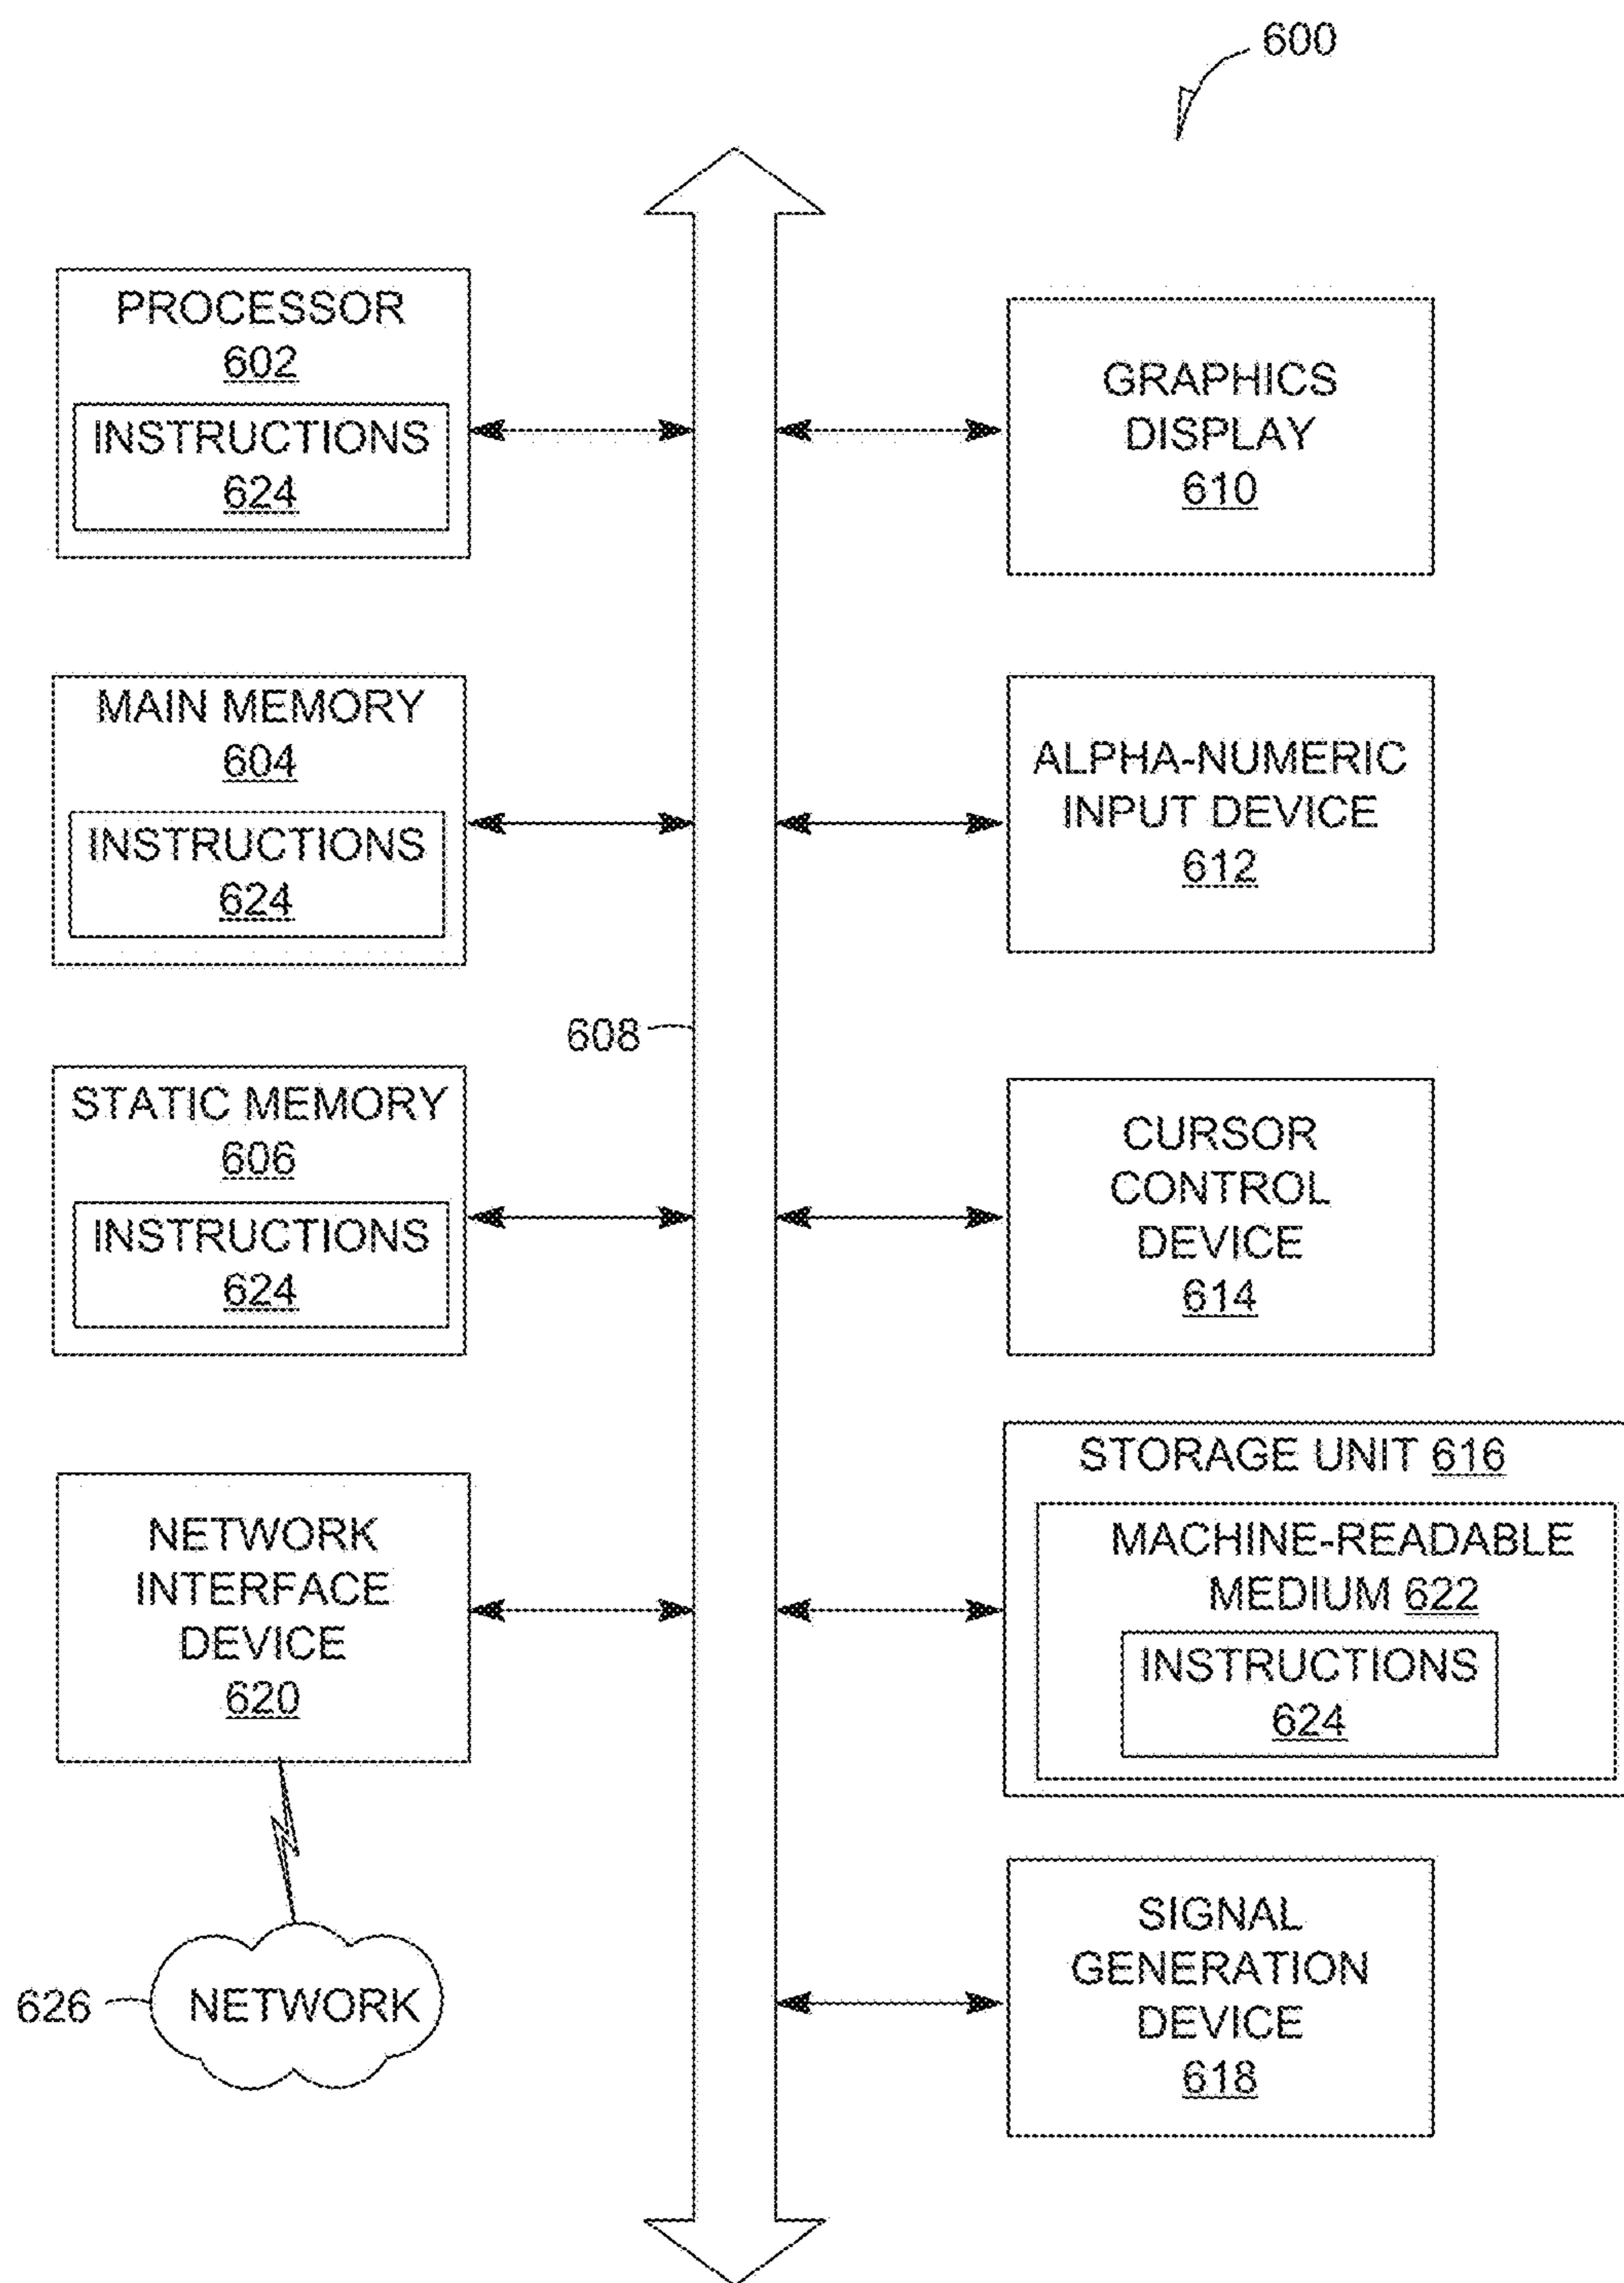 600
PROCESSOR
602
INSTRUCTIONS
624
MAIN MEMORY
604
INSTRUCTIONS
624
608
STATIC MEMORY
606
INSTRUCTIONS
624
NETWORK
INTERFACE
DEVICE
620
626
NETWORK
GRAPHICS
DISPLAY
610
ALPHA-NUMERIC
INPUT DEVICE
612
CURSOR
CONTROL
DEVICE
614
STORAGE UNIT 616
MACHINE-READABLE
MEDIUM 622
INSTRUCTIONS
624
SIGNAL
GENERATION
DEVICE
618